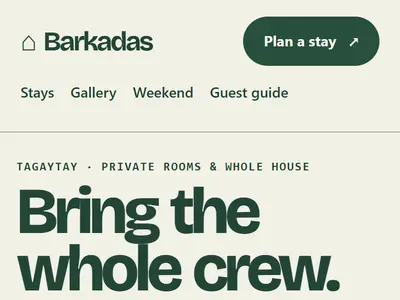 Barkadas
Plan a stay ↗
Stays Gallery Weekend Guest guide
TAGAYTAY · PRIVATE ROOMS & WHOLE HOUSE
Bring the
whole crew.